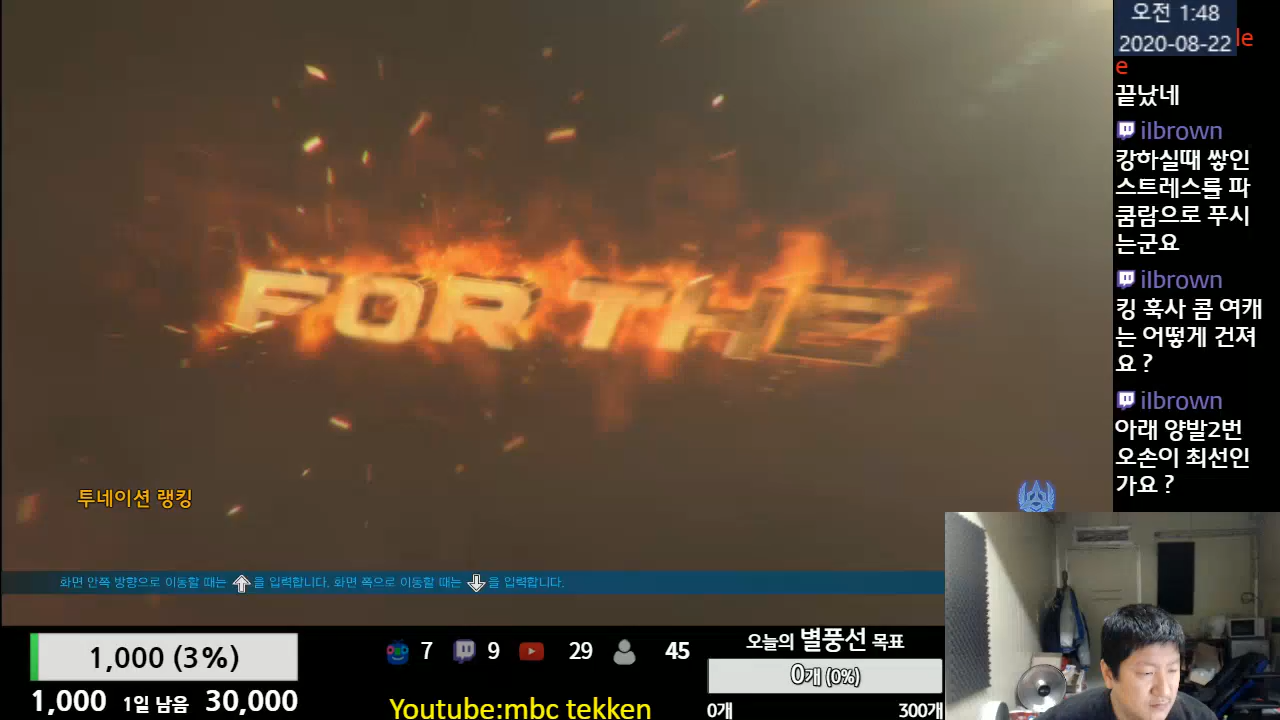 오전 1:48
2020-08-22
le
e
끝났네
ilbrown
캉하실때 쌓인
스트레스를 파
쿰람으로 푸시
는군요
ilbrown
킹 훅사 콤 여캐
는 어떻게 건져
요 ?
ilbrown
아래 양발2번
오손이 최선인
가요 ?
FOR THE
투네이션 랭킹
화면 안쪽 방향으로 이동할 때는 ⇧ 을 입력합니다. 화면 쪽으로 이동할 때는 ⇩ 을 입력합니다.
1,000 (3%)
1,000 1일 남음 30,000
7 9 29 45
Youtube:mbc tekken
오늘의 별풍선 목표
0개 (0%)
0개 300개